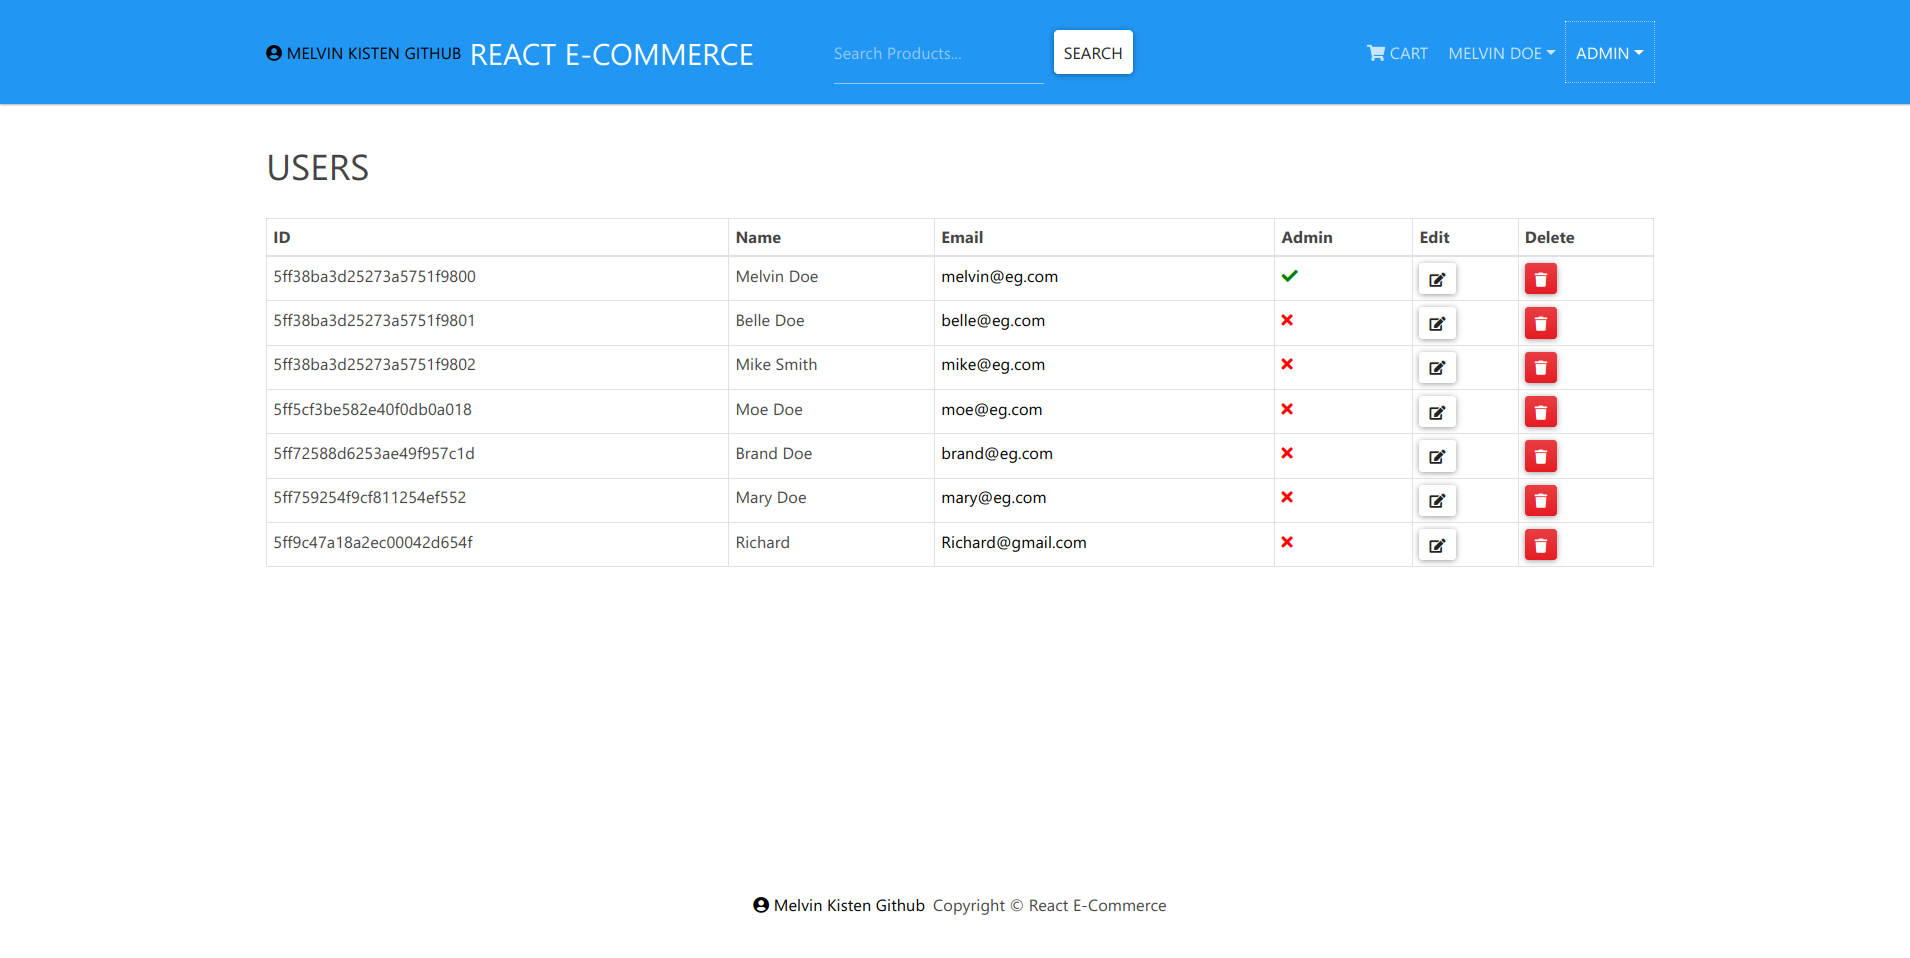 MELVIN KISTEN GITHUB REACT E-COMMERCE Search Products... SEARCH CART MELVIN DOE ADMIN
USERS
ID Name Email Admin Edit Delete
5ff38ba3d25273a5751f9800 Melvin Doe melvin@eg.com
5ff38ba3d25273a5751f9801 Belle Doe belle@eg.com
5ff38ba3d25273a5751f9802 Mike Smith mike@eg.com
5ff5cf3be582e40f0db0a018 Moe Doe moe@eg.com
5ff72588d6253ae49f957c1d Brand Doe brand@eg.com
5ff759254f9cf811254ef552 Mary Doe mary@eg.com
5ff9c47a18a2ec00042d654f Richard Richard@gmail.com
Melvin Kisten Github Copyright © React E-Commerce